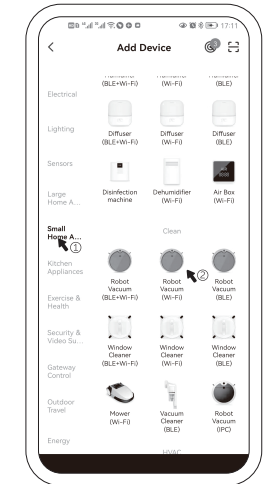 17:11
Add Device
3
(BLE+Wi-Fi)
(Wi-Fi)
(BLE)
Electrical
Lighting
Diffuser
(BLE+Wi-Fi)
Diffuser
(Wi-Fi)
Diffuser
(BLE)
Sensors
Large
Home A...
Disinfection
machine
Dehumidifier
(Wi-Fi)
Air Box
(Wi-Fi)
Small
Home A...
①
Clean
Kitchen
Appliances
Robot
Vacuum
(BLE+Wi-Fi)
Robot
Vacuum
(Wi-Fi)
②
Robot
Vacuum
(BLE)
Exercise &
Health
Security &
Video Su...
Window
Cleaner
(BLE+Wi-Fi)
Window
Cleaner
(Wi-Fi)
Window
Cleaner
(BLE)
Gateway
Control
Outdoor
Travel
Mower
(Wi-Fi)
Vacuum
Cleaner
(BLE)
Robot
Vacuum
(IPC)
Energy
HVAC